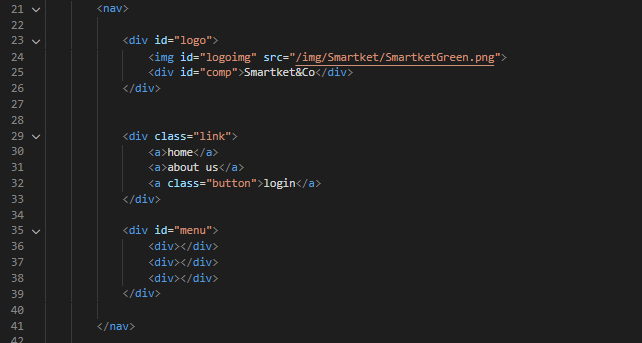 21 <nav>
22
23 <div id="logo">
24 <img id="logoimg" src="/img/Smartket/SmartketGreen.png">
25 <div id="comp">Smartket&Co</div>
26 </div>
27
28
29 <div class="link">
30 <a>home</a>
31 <a>about us</a>
32 <a class="button">login</a>
33 </div>
34
35 <div id="menu">
36 <div></div>
37 <div></div>
38 <div></div>
39 </div>
40
41 </nav>
42